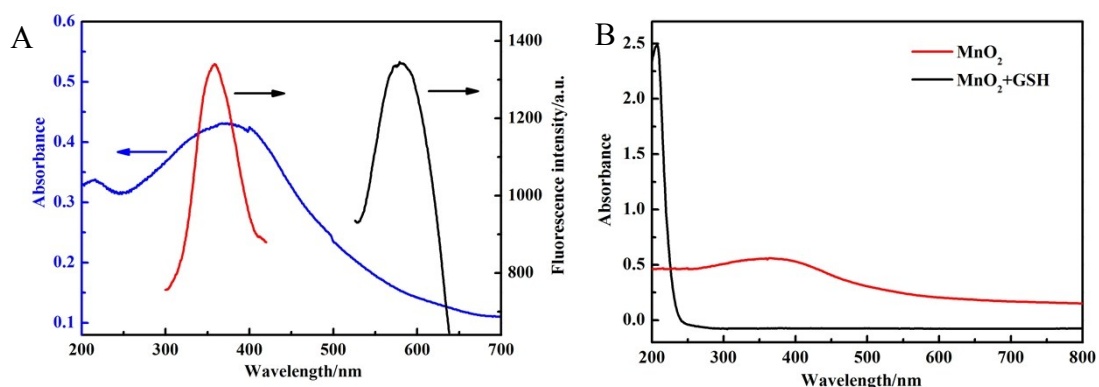 A
0.6
0.5
0.4
0.3
0.2
0.1
Absorbance
200 300 400 500 600 700
Wavelength/nm
1400
1200
1000
800
Fluorescence intensity/a.u.
B
2.5
2.0
1.5
1.0
0.5
0.0
Absorbance
MnO₂
MnO₂+GSH
200 300 400 500 600 700 800
Wavelength/nm